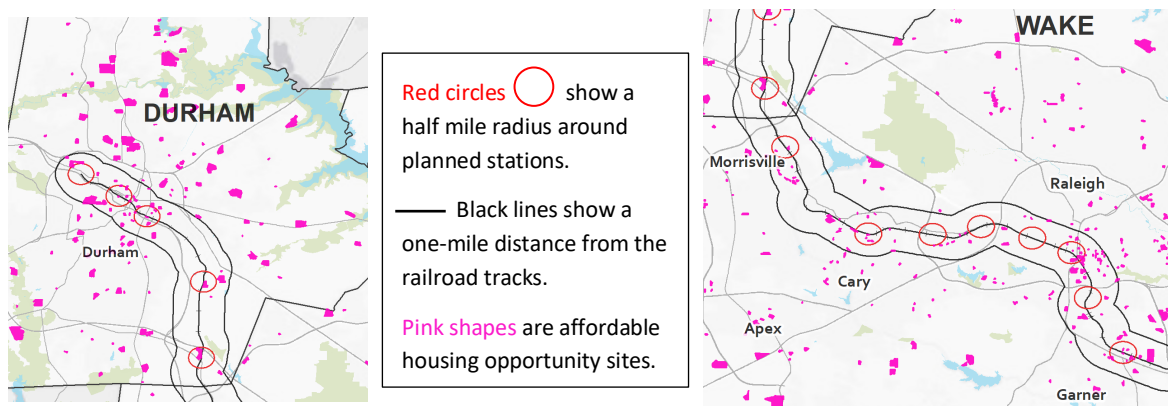 DURHAM
Durham
Red circles show a
half mile radius around
planned stations.
Black lines show a
one-mile distance from the
railroad tracks.
Pink shapes are affordable
housing opportunity sites.
WAKE
Morrisville
Raleigh
Cary
Apex
Garner